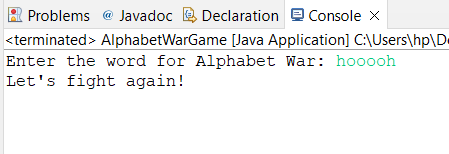 Problems @ Javadoc Declaration Console
<terminated> AlphabetWarGame [Java Application] C:\Users\hp\D
Enter the word for Alphabet War: hooooh
Let's fight again!